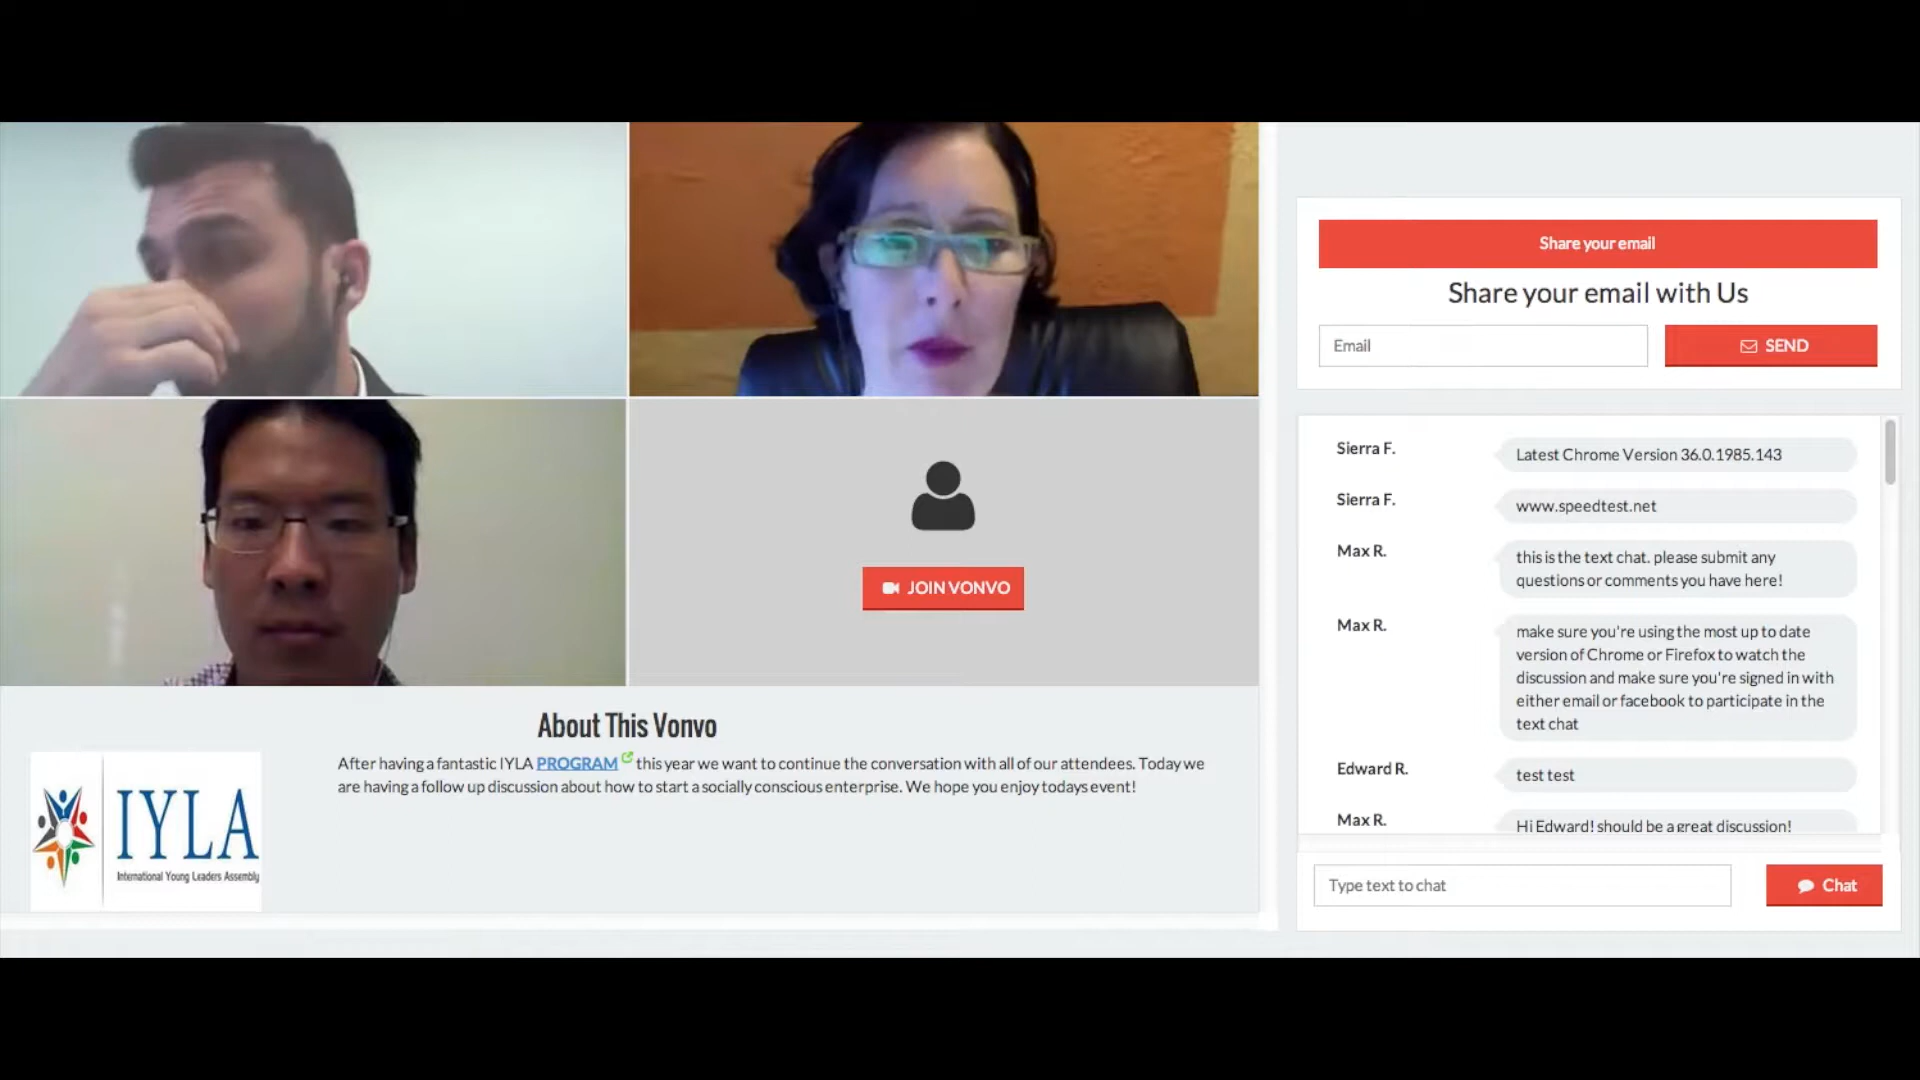 Share your email
Share your email with Us
Email
SEND
Sierra F.
Latest Chrome Version 36.0.1985.143
Sierra F.
www.speedtest.net
Max R.
this is the text chat. please submit any
questions or comments you have here!
Max R.
make sure you're using the most up to date
version of Chrome or Firefox to watch the
discussion and make sure you're signed in with
either email or facebook to participate in the
text chat
Edward R.
test test
Max R.
Hi Edward! should be a great discussion!
Type text to chat
Chat
JOIN VONVO
About This Vonvo
After having a fantastic IYLA PROGRAM this year we want to continue the conversation with all of our attendees. Today we
are having a follow up discussion about how to start a socially conscious enterprise. We hope you enjoy todays event!
IYLA
International Young Leaders Assembly